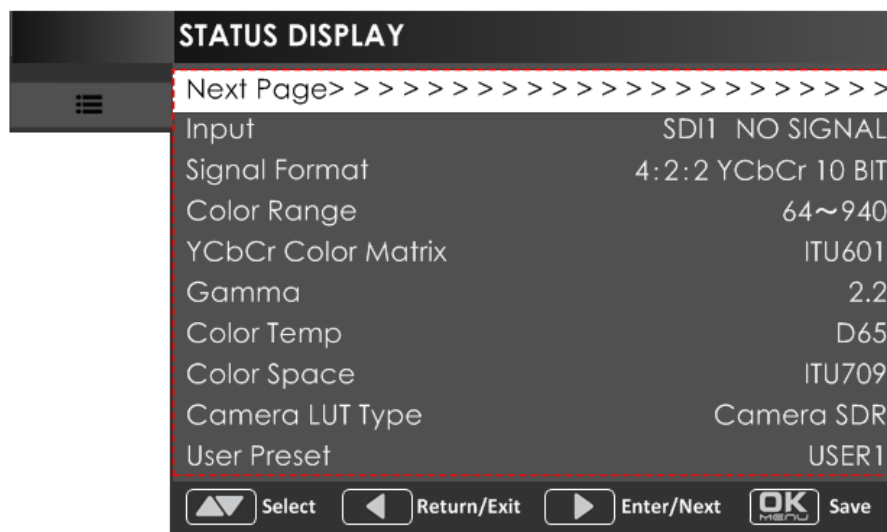 STATUS DISPLAY
Next Page> > > > > > > > > > > > > > > > > > > > > > >
Input SDI1 NO SIGNAL
Signal Format 4:2:2 YCbCr 10 BIT
Color Range 64～940
YCbCr Color Matrix ITU601
Gamma 2.2
Color Temp D65
Color Space ITU709
Camera LUT Type Camera SDR
User Preset USER1
Select Return/Exit Enter/Next OK MENU Save